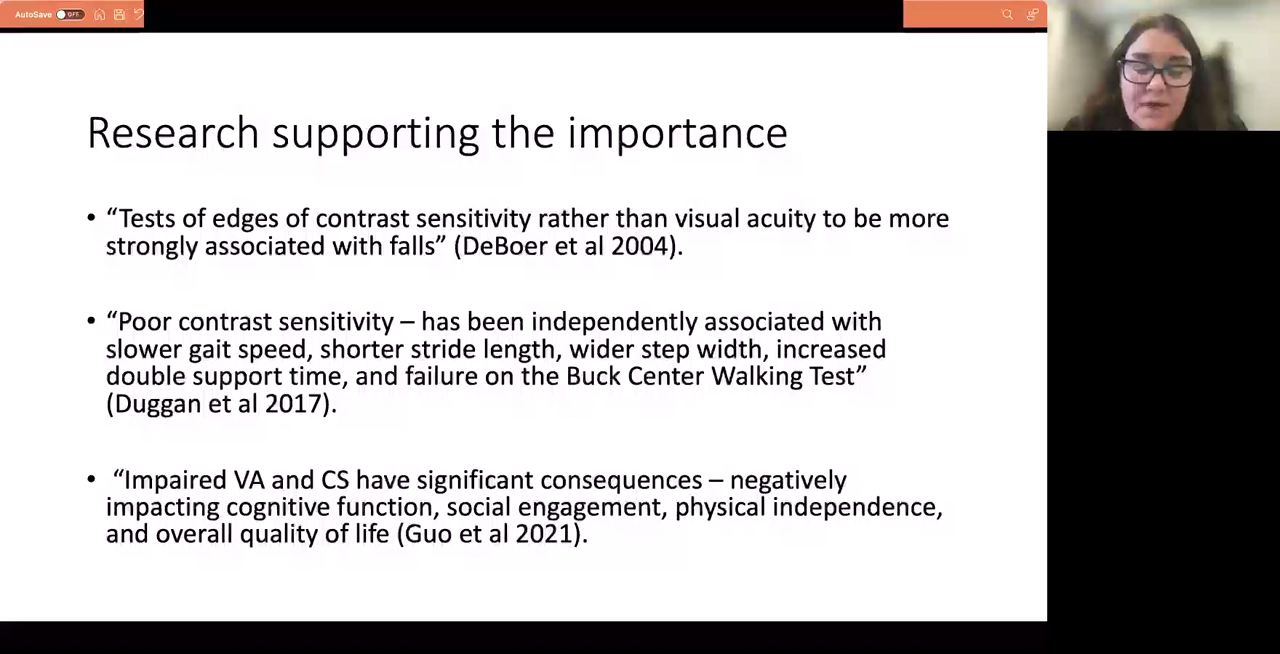 AutoSave OFF
Research supporting the importance
• “Tests of edges of contrast sensitivity rather than visual acuity to be more
strongly associated with falls” (DeBoer et al 2004).
• “Poor contrast sensitivity – has been independently associated with
slower gait speed, shorter stride length, wider step width, increased
double support time, and failure on the Buck Center Walking Test”
(Duggan et al 2017).
• “Impaired VA and CS have significant consequences – negatively
impacting cognitive function, social engagement, physical independence,
and overall quality of life (Guo et al 2021).